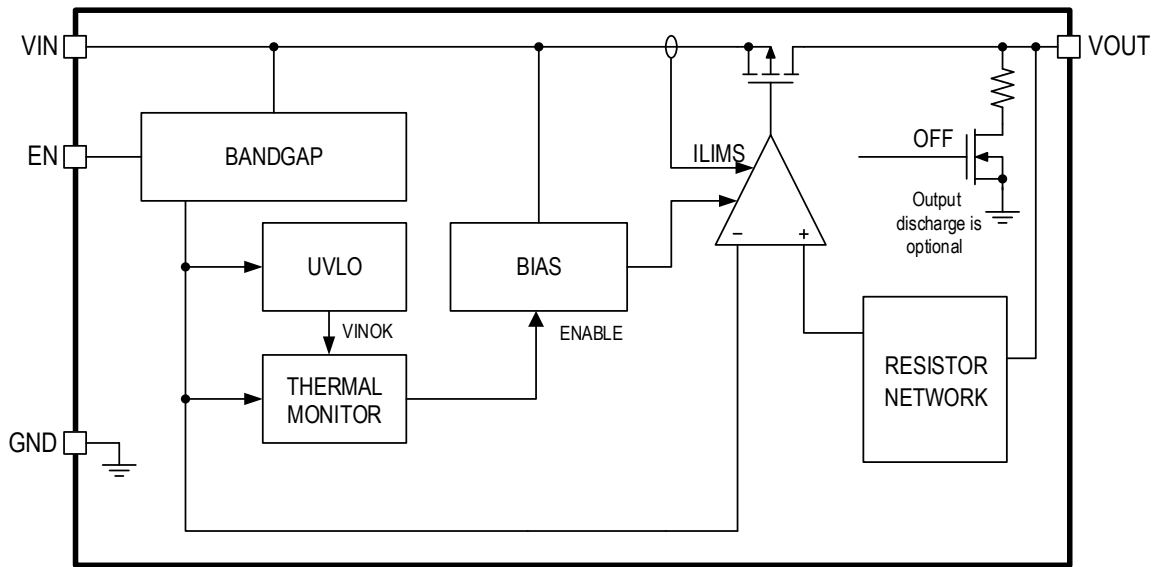 VIN
VOUT
EN
BANDGAP
ILIMS
OFF
Output
discharge is
optional
− +
UVLO
BIAS
VINOK
ENABLE
THERMAL
MONITOR
RESISTOR
NETWORK
GND